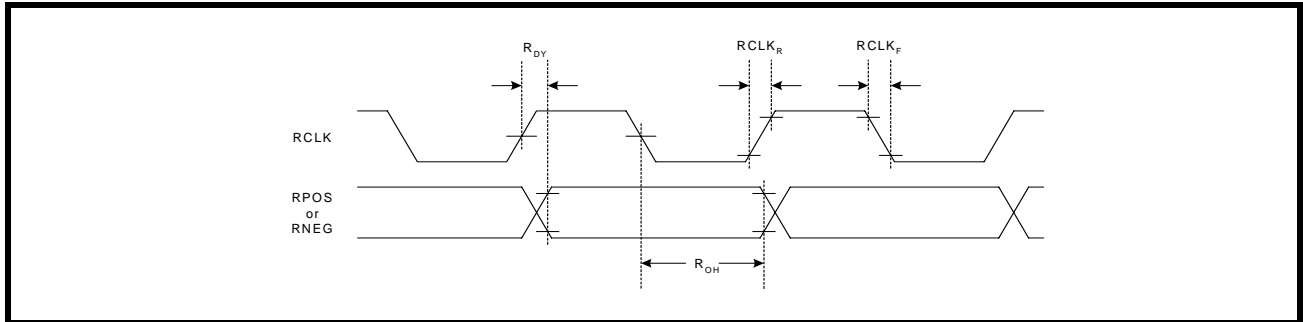 R_DY
RCLK_R
RCLK_F
RCLK
RPOS
or
RNEG
R_OH